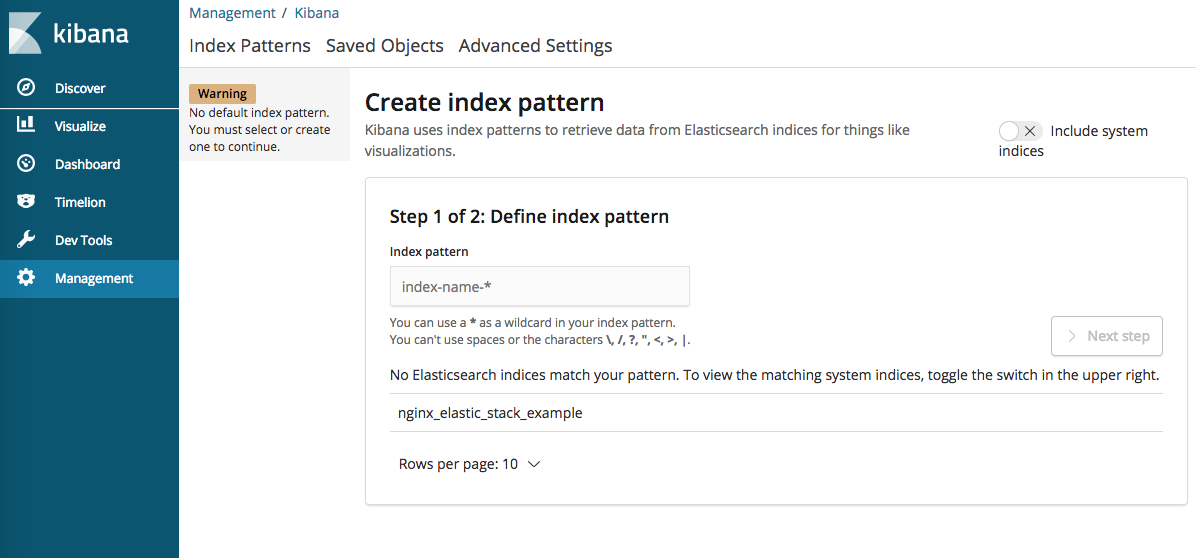 kibana
Discover
Visualize
Dashboard
Timelion
Dev Tools
Management
Management / Kibana
Index Patterns Saved Objects Advanced Settings
Warning
No default index pattern.
You must select or create
one to continue.
Create index pattern
Kibana uses index patterns to retrieve data from Elasticsearch indices for things like
visualizations.
Include system
indices
Step 1 of 2: Define index pattern
Index pattern
index-name-*
You can use a * as a wildcard in your index pattern.
You can't use spaces or the characters \, /, ?, ", <, >, |.
Next step
No Elasticsearch indices match your pattern. To view the matching system indices, toggle the switch in the upper right.
nginx_elastic_stack_example
Rows per page: 10